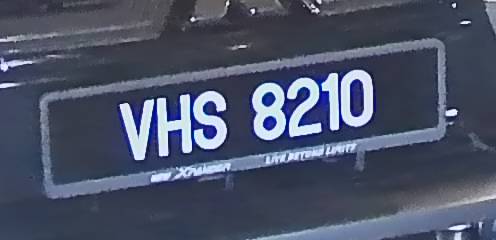 VHS 8210
NEW XPANDER LIVE BEYOND LIMITS